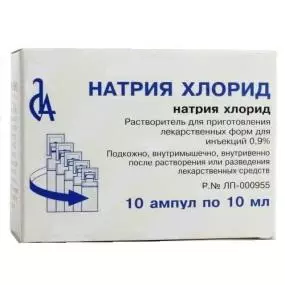 НАТРИЯ ХЛОРИД
натрия хлорид
Растворитель для приготовления
лекарственных форм для
инъекций 0,9%
Подкожно, внутримышечно, внутривенно
после растворения или разведения
лекарственных средств
Р.№ ЛП-000955
10 ампул по 10 мл